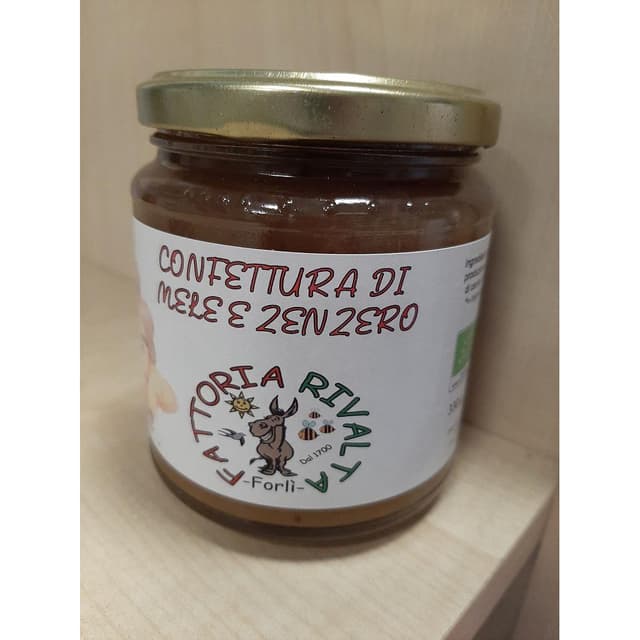 CONFETTURA DI
MELE E ZENZERO
FATTORIA RIVALTA
Dal 1700
-Forlì-